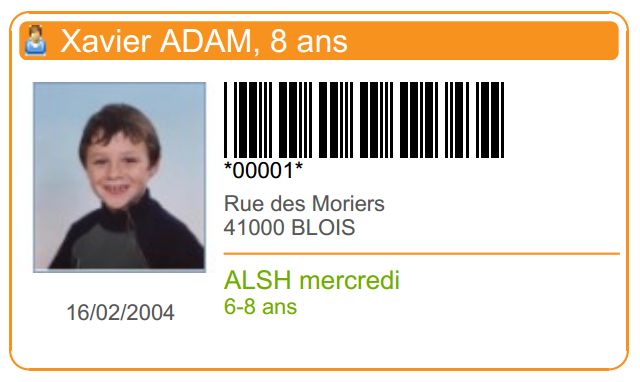 Xavier ADAM, 8 ans
*00001*
Rue des Moriers
41000 BLOIS
ALSH mercredi
6-8 ans
16/02/2004